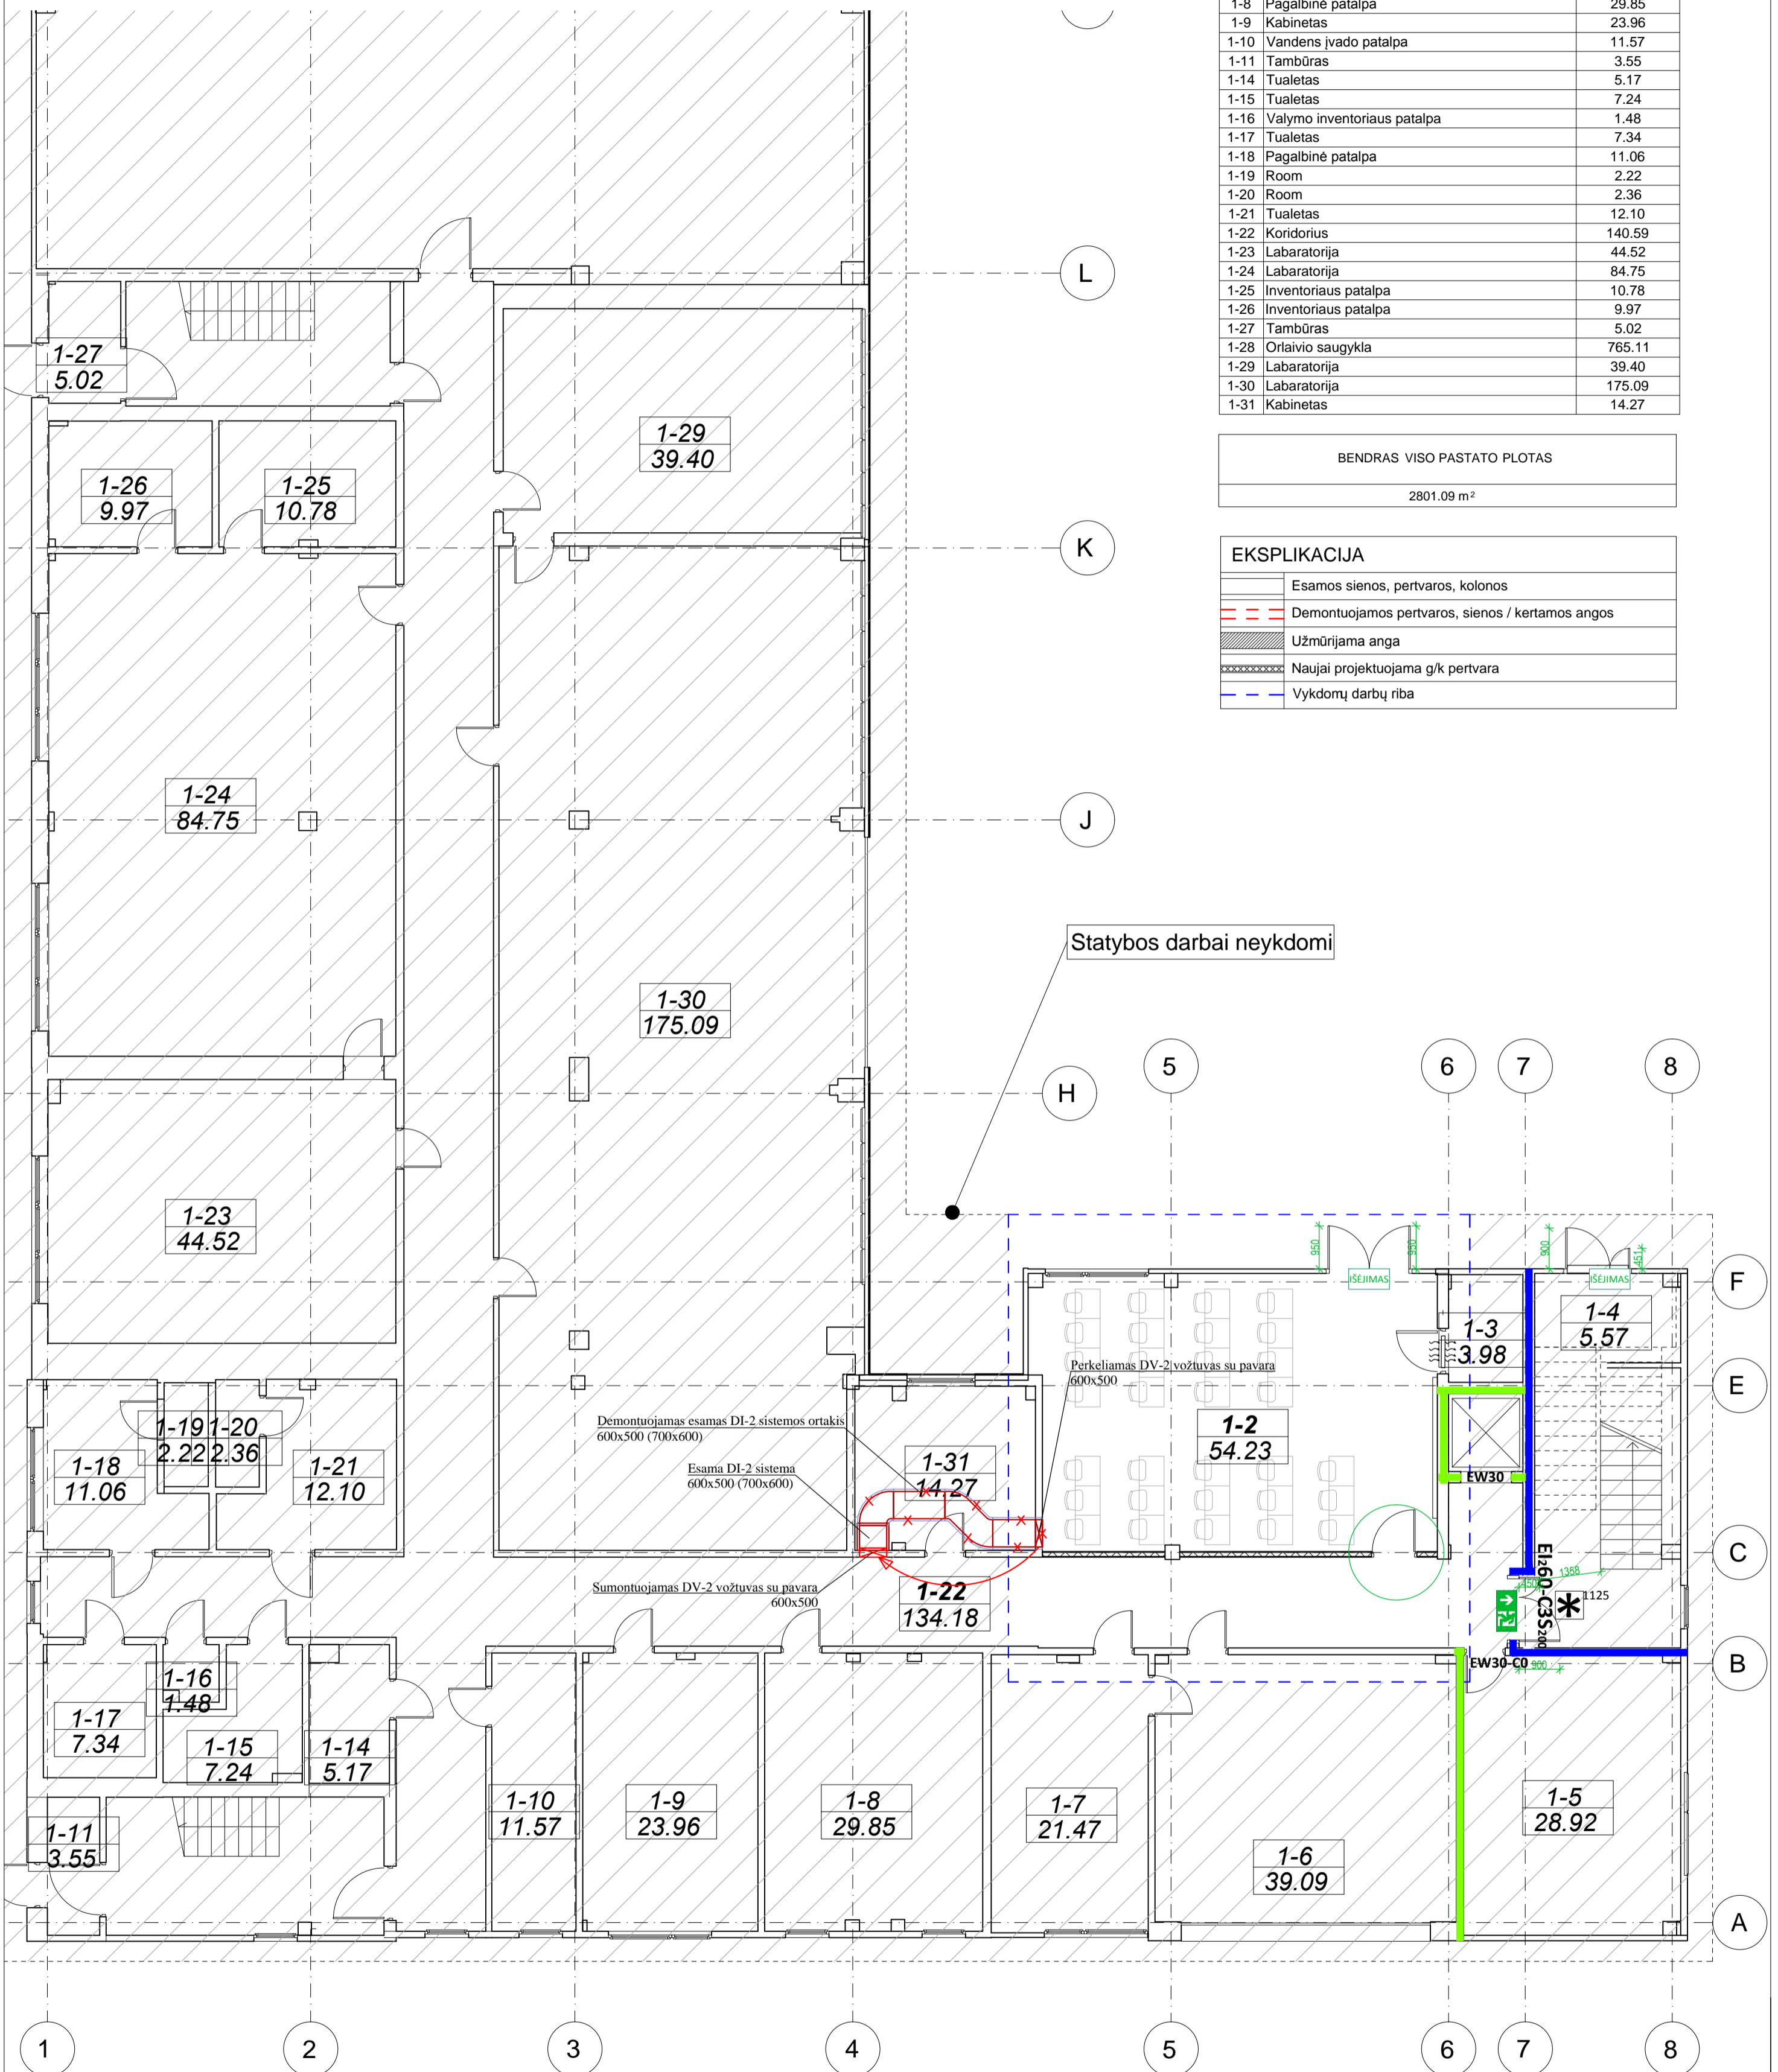 1-8 Pagalbinė patalpa 29.85
1-9 Kabinetas 23.96
1-10 Vandens įvado patalpa 11.57
1-11 Tambūras 3.55
1-14 Tualetas 5.17
1-15 Tualetas 7.24
1-16 Valymo inventoriaus patalpa 1.48
1-17 Tualetas 7.34
1-18 Pagalbinė patalpa 11.06
1-19 Room 2.22
1-20 Room 2.36
1-21 Tualetas 12.10
1-22 Koridorius 140.59
1-23 Labaratorija 44.52
1-24 Labaratorija 84.75
1-25 Inventoriaus patalpa 10.78
1-26 Inventoriaus patalpa 9.97
1-27 Tambūras 5.02
1-28 Orlaivio saugykla 765.11
1-29 Labaratorija 39.40
1-30 Labaratorija 175.09
1-31 Kabinetas 14.27
BENDRAS VISO PASTATO PLOTAS
2801.09 m²
EKSPLIKACIJA
Esamos sienos, pertvaros, kolonos
Demontuojamos pertvaros, sienos / kertamos angos
Užmūrijama anga
Naujai projektuojama g/k pertvara
Vykdomų darbų riba
L
1-27
5.02
1-29
39.40
1-26
9.97
1-25
10.78
K
1-24
84.75
J
Statybos darbai neykdomi
1-30
175.09
H
5
6
7
8
1-23
44.52
950
950
900
451
IŠĖJIMAS
IŠĖJIMAS
F
1-3
3.98
1-4
5.57
Perkeliamas DV-2 vožtuvas su pavara
600x500
E
Demontuojamas esamas DI-2 sistemos ortakis
600x500 (700x600)
1-2
54.23
1-19
2.22
1-20
2.36
1-18
11.06
1-21
12.10
Esama DI-2 sistema
600x500 (700x600)
1-31
14.27
EW30
C
EI₂60-C3S₂₀₀
1368
450
1125
*
Sumontuojamas DV-2 vožtuvas su pavara
600x500
1-22
134.18
B
EW30-C0
900
1-16
1.48
1-17
7.34
1-15
7.24
1-14
5.17
1-11
3.55
1-10
11.57
1-9
23.96
1-8
29.85
1-7
21.47
1-6
39.09
1-5
28.92
A
1
2
3
4
5
6
7
8